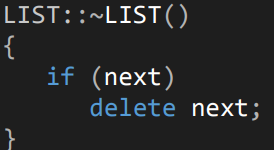 LIST::~LIST()
{
    if (next)
        delete next;
}